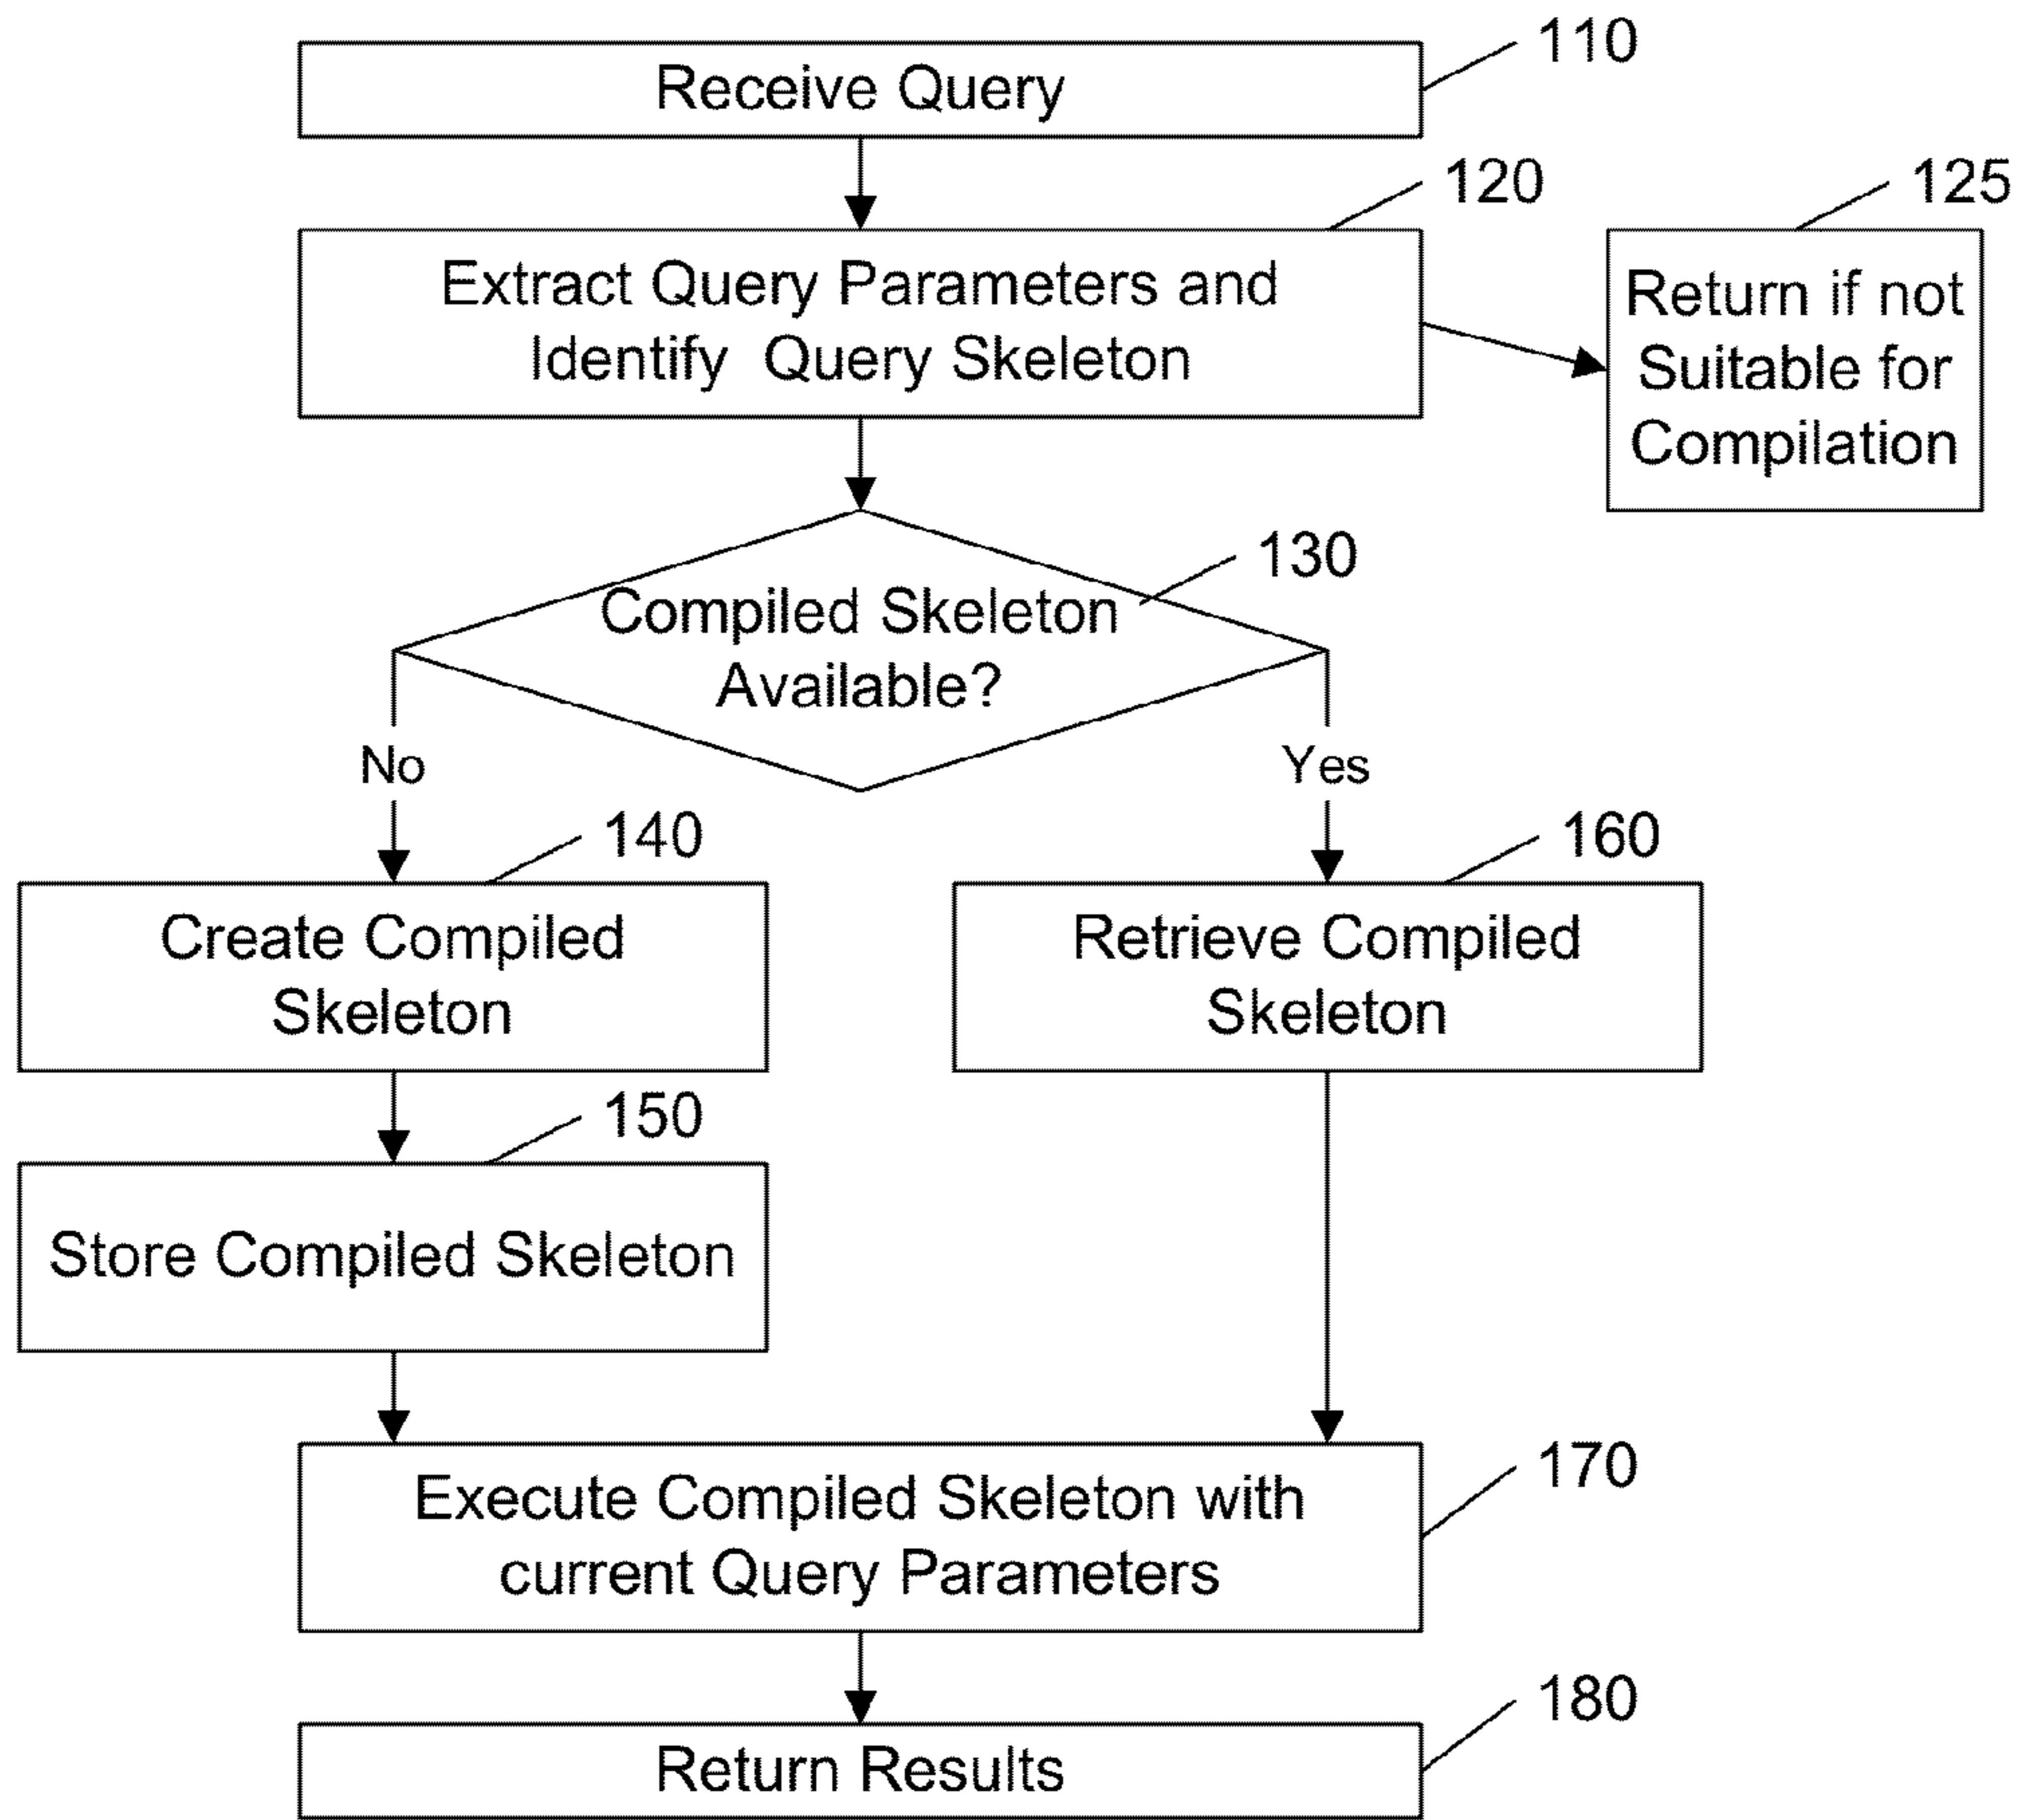 110
Receive Query
120
125
Extract Query Parameters and
Identify Query Skeleton
Return if not
Suitable for
Compilation
130
Compiled Skeleton
Available?
No
Yes
140
160
Create Compiled
Skeleton
Retrieve Compiled
Skeleton
150
Store Compiled Skeleton
170
Execute Compiled Skeleton with
current Query Parameters
180
Return Results